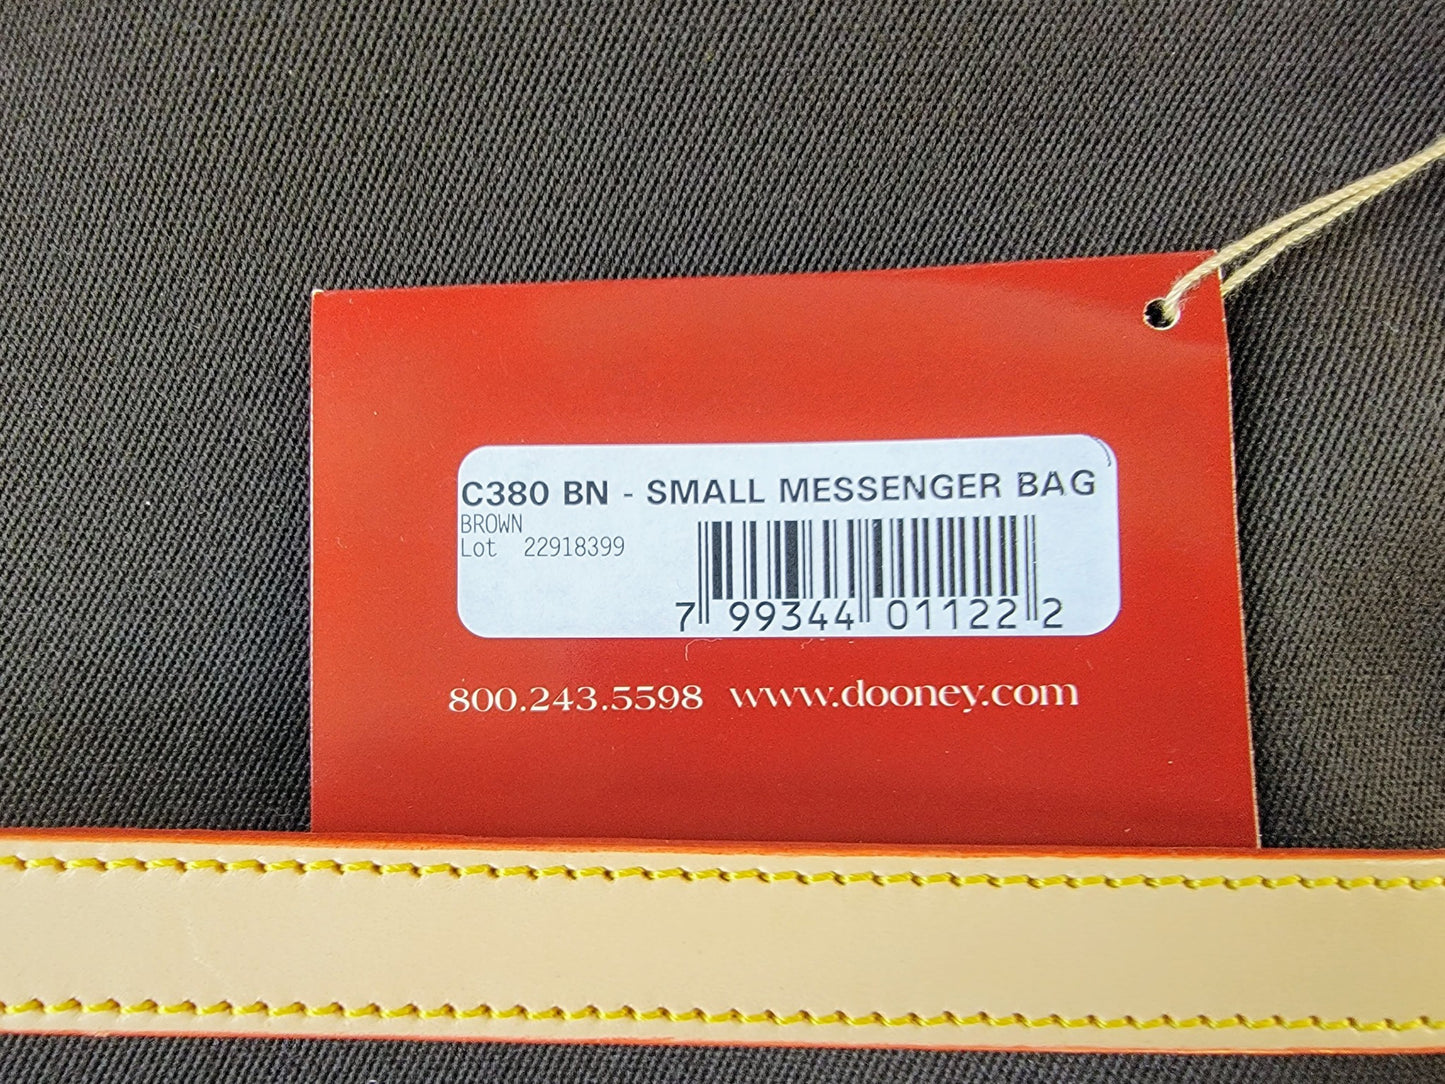 C380 BN - SMALL MESSENGER BAG
BROWN
Lot 22918399
7 99344 01122 2
800.243.5598 www.dooney.com